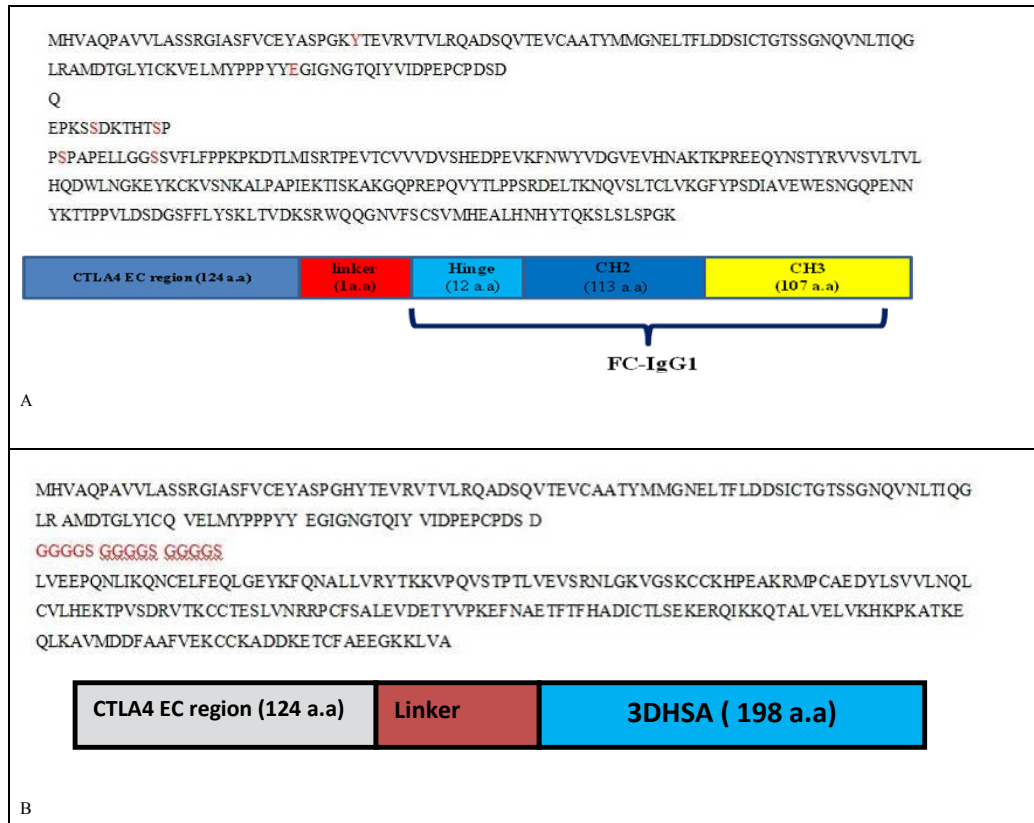 MHVAQPAVVLASSRGIASFVCEYASPGKYTEVRVTVLRQADSQVTEVCAATYMMGNELTFLDDSICTGTSSGNQVNLTIQG
LRAMDTGLYICKVELMYPPPYYEGIGNGTQIYVIDPEPCPDSD
Q
EPKSSDKTHTSP
PSPAPELLGGSSVFLFPPKPKDTLMISRTPEVTCVVVDVSHEDPEVKFNWYVDGVEVHNAKTKPREEQYNSTYRVVSVLTVL
HQDWLNGKEYKCKVSNKALPAPIEKTISKAKGQPREPQVYTLPPSRDELTKNQVSLTCLVKGFYPSDIAVEWESNGQPENN
YKTTPPVLDSDGSFFLYSKLTVDKSRWQQGNVFSCSVMHEALHNHYTQKSLSLSPGK
CTLA4 EC region (124 a.a) linker (1a.a) Hinge (12 a.a) CH2 (113 a.a) CH3 (107 a.a)
FC-IgG1
A
MHVAQPAVVLASSRGIASFVCEYASPGHYTEVRVTVLRQADSQVTEVCAATYMMGNELTFLDDSICTGTSSGNQVNLTIQG
LR AMDTGLYICQ VELMYPPPYY EGIGNGTQIY VIDPEPCPDS D
GGGGS GGGGS GGGGS
LVEEPQNLIKQNCELFEQLGEYKFQNALLVRYTKKVPQVSTPTLVEVSRNLGKVGSKCCKHPEAKRMPCAEDYLSVVLNQL
CVLHEKTPVSDRVTKCCTESLVNRRPCFSALEVDETYVPKEFNAETFTFHADICTLSEKERQIKKQTALVELVKHKPKATKE
QLKAVMDDFAAFVEKCCKADDKETCFAEEGKKLVA
CTLA4 EC region (124 a.a) Linker 3DHSA ( 198 a.a)
B